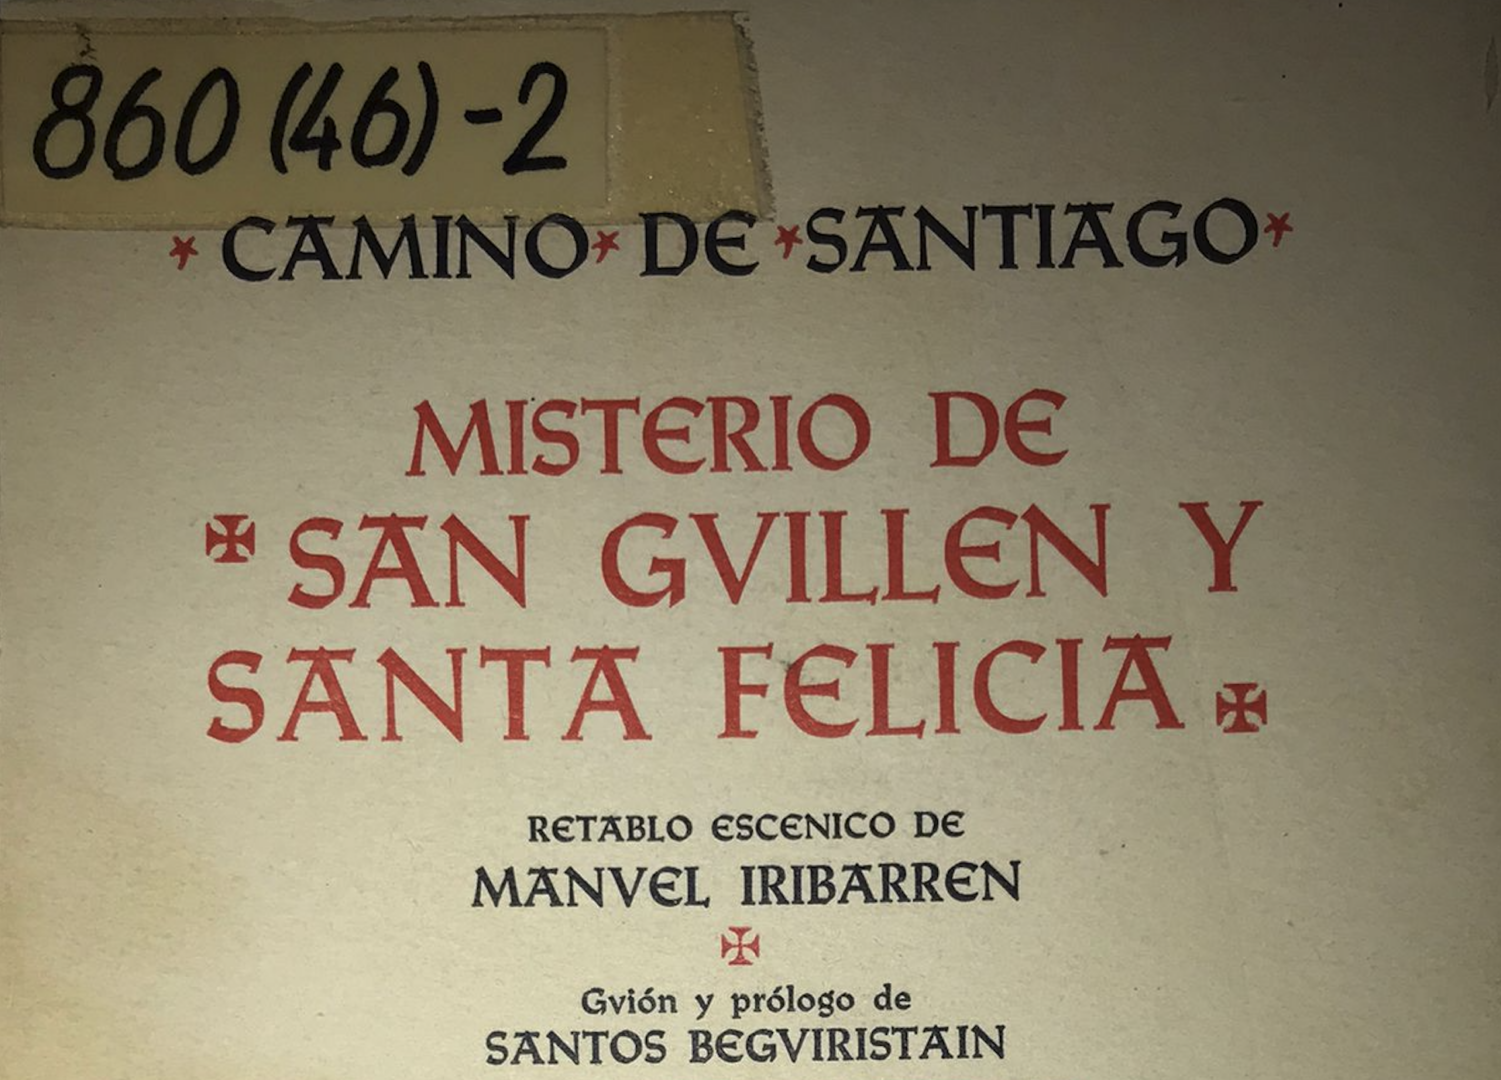 860 (46) - 2
CAMINO DE SANTIAGO
MISTERIO DE
SAN GVILLEN Y
SANTA FELICIA
RETABLO ESCENICO DE
MANVEL IRIBARREN
Gvión y prólogo de
SANTOS BEGVIRISTAIN